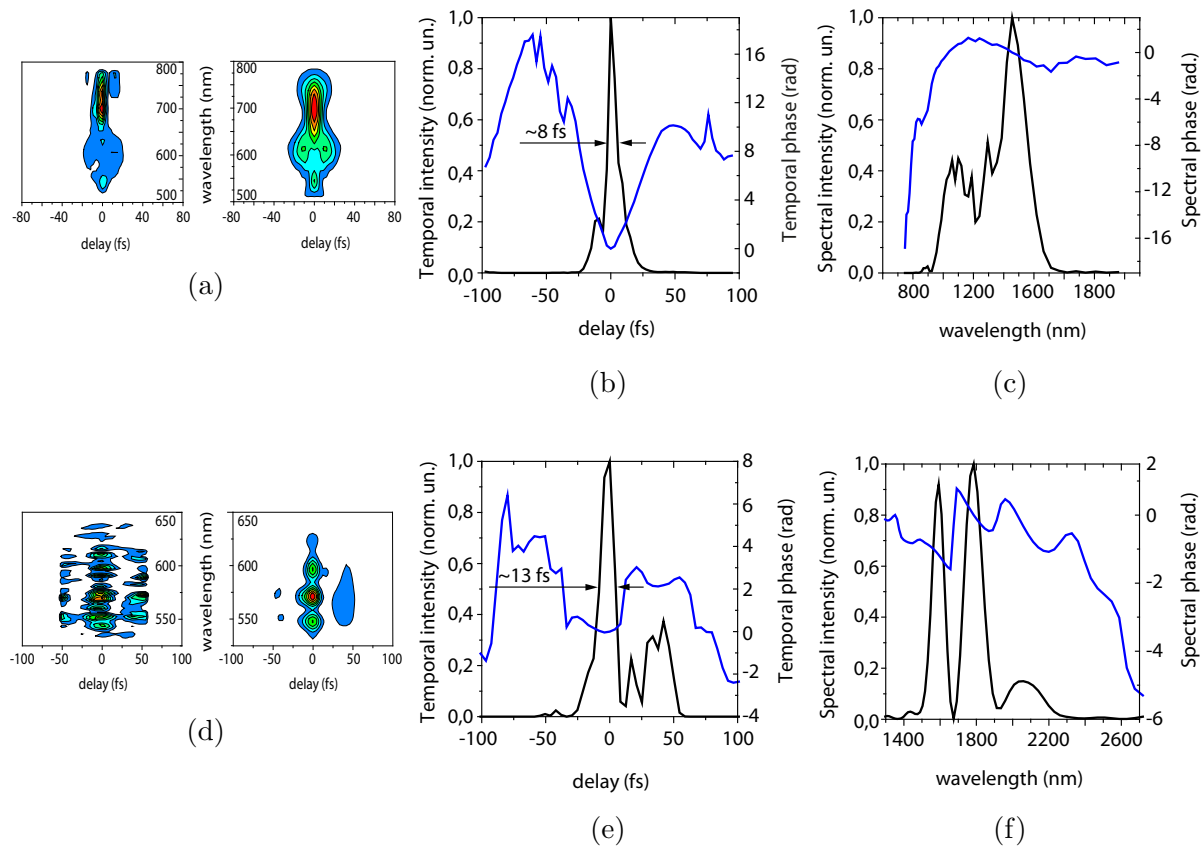 800
700
600
500
-80 -40 0 40 80
delay (fs)
wavelength (nm)
800
700
600
500
-80 -40 0 40 80
delay (fs)
(a)
Temporal intensity (norm. un.)
1,0
0,8
0,6
0,4
0,2
0,0
~8 fs
16
12
8
4
0
Temporal phase (rad)
-100 -50 0 50 100
delay (fs)
(b)
Spectral intensity (norm. un.)
1,0
0,8
0,6
0,4
0,2
0,0
0
-4
-8
-12
-16
Spectral phase (rad.)
800 1200 1600 1800
wavelength (nm)
(c)
650
600
550
-100 -50 0 50 100
delay (fs)
wavelength (nm)
650
600
550
-100 -50 0 50 100
delay (fs)
(d)
Temporal intensity (norm. un.)
1,0
0,8
0,6
0,4
0,2
0,0
~13 fs
8
6
4
2
0
-2
-4
Temporal phase (rad)
-100 -50 0 50 100
delay (fs)
(e)
Spectral intensity (norm. un.)
1,0
0,8
0,6
0,4
0,2
0,0
2
0
-2
-4
-6
Spectral phase (rad)
1400 1800 2200 2600
wavelength (nm)
(f)